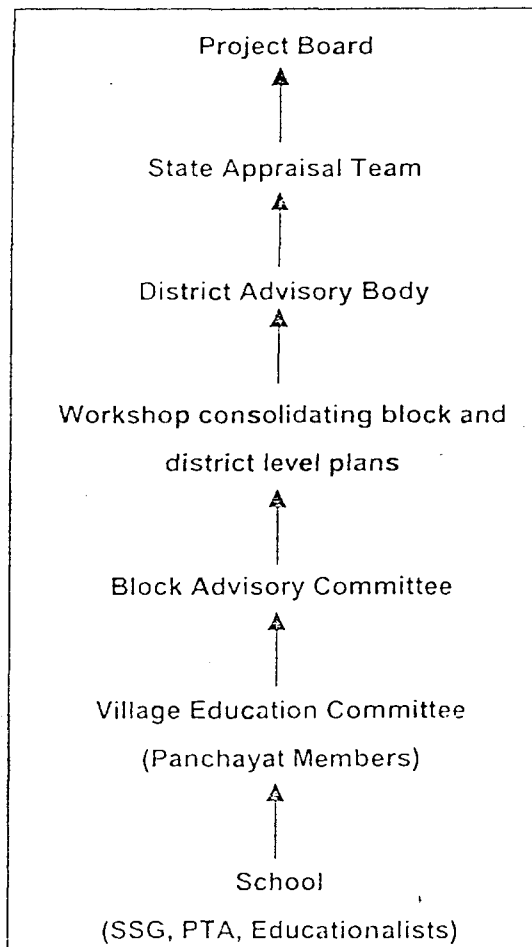 Project Board
State Appraisal Team
District Advisory Body
Workshop consolidating block and
district level plans
Block Advisory Committee
Village Education Committee
(Panchayat Members)
School
(SSG, PTA, Educationalists)